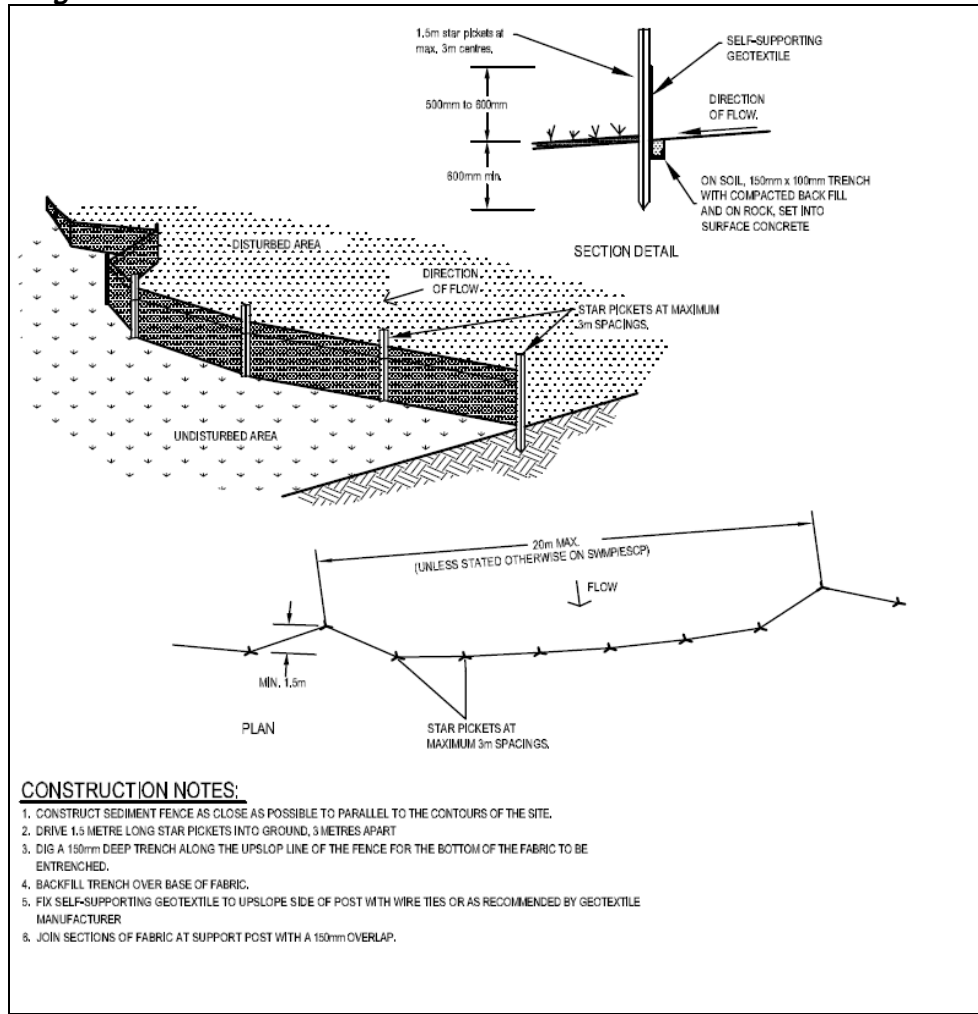 1.5m star pickets at
max. 3m centres.
SELF-SUPPORTING
GEOTEXTILE
500mm to 600mm
DIRECTION
OF FLOW.
600mm min.
ON SOIL, 150mm x 100mm TRENCH
WITH COMPACTED BACK FILL
AND ON ROCK, SET INTO
SURFACE CONCRETE
SECTION DETAIL
DISTURBED AREA
DIRECTION
OF FLOW
STAR PICKETS AT MAXIMUM
3m SPACINGS.
UNDISTURBED AREA
20m MAX.
(UNLESS STATED OTHERWISE ON SWMP/ESCP)
FLOW
MIN. 1.5m
PLAN
STAR PICKETS AT
MAXIMUM 3m SPACINGS.
CONSTRUCTION NOTES:
1. CONSTRUCT SEDIMENT FENCE AS CLOSE AS POSSIBLE TO PARALLEL TO THE CONTOURS OF THE SITE.
2. DRIVE 1.5 METRE LONG STAR PICKETS INTO GROUND, 3 METRES APART
3. DIG A 150mm DEEP TRENCH ALONG THE UPSLOP LINE OF THE FENCE FOR THE BOTTOM OF THE FABRIC TO BE
ENTRENCHED.
4. BACKFILL TRENCH OVER BASE OF FABRIC.
5. FIX SELF-SUPPORTING GEOTEXTILE TO UPSLOPE SIDE OF POST WITH WIRE TIES OR AS RECOMMENDED BY GEOTEXTILE
MANUFACTURER
6. JOIN SECTIONS OF FABRIC AT SUPPORT POST WITH A 150mm OVERLAP.